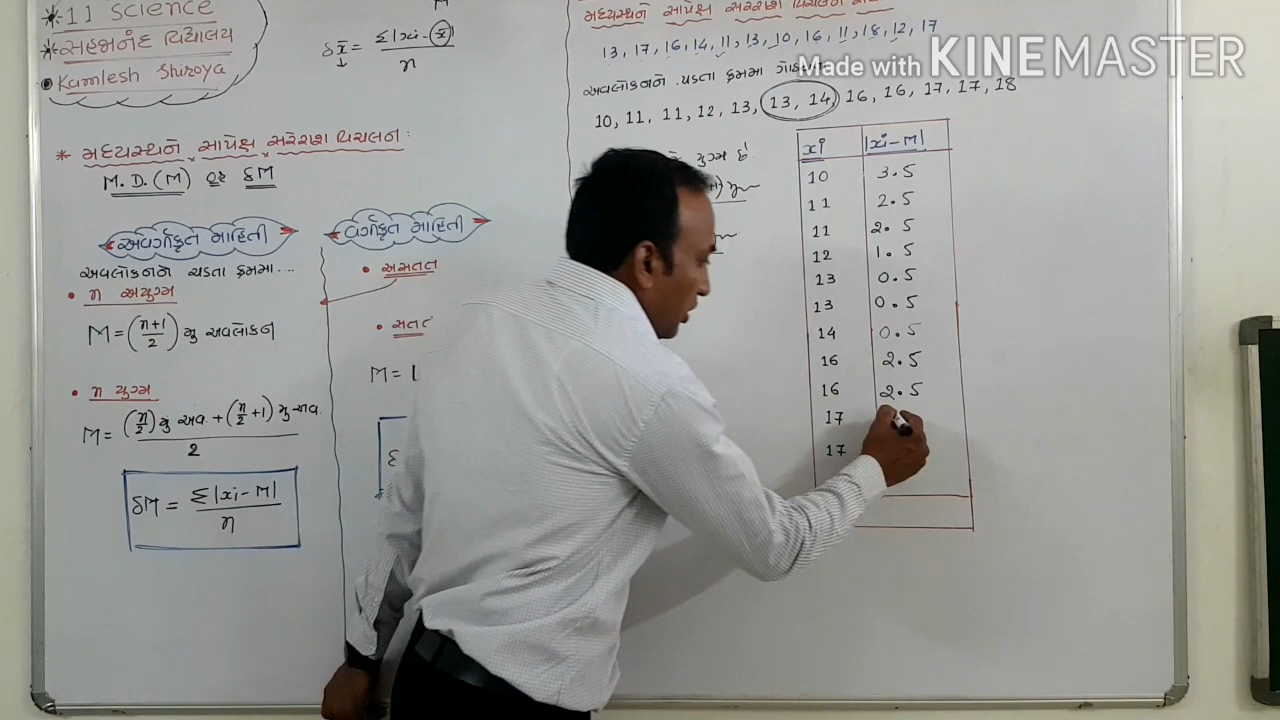 * 11 Science
* સહજાનંદ વિદ્યાલય
• Kamlesh Shiroya
M
δx̄ = Σ|xi-(x̄)| / n
* મધ્યસ્થને સાપેક્ષ સરેરાશ વિચલન :
M.D.(M) કે δM
અવર્ગીકૃત માહિતી
અવલોકનને ચડતા ક્રમમાં ...
• n અયુગ્મ
M = (n+1/2) મુ અવલોકન
• n યુગ્મ
M = (n/2) મું અવ. + (n/2 + 1) મુ અવ. / 2
δM = Σ|xi-M| / n
વર્ગીકૃત માહિતી
• અસતત
• સતત
M = L
મધ્યસ્થને સાપેક્ષ સરેરાશ વિચલન
13, 17, 16, 14, 11, 13, 10, 16, 11, 18, 12, 17
અવલોકનને ચડતા ક્રમમા
Made with KINEMASTER
10, 11, 11, 12, 13, 13, 14, 16, 16, 17, 17, 18
યુગ્મ છે.
xi |xi-M|
10 3.5
11 2.5
11 2.5
12 1.5
13 0.5
13 0.5
14 0.5
16 2.5
16 2.5
17
17